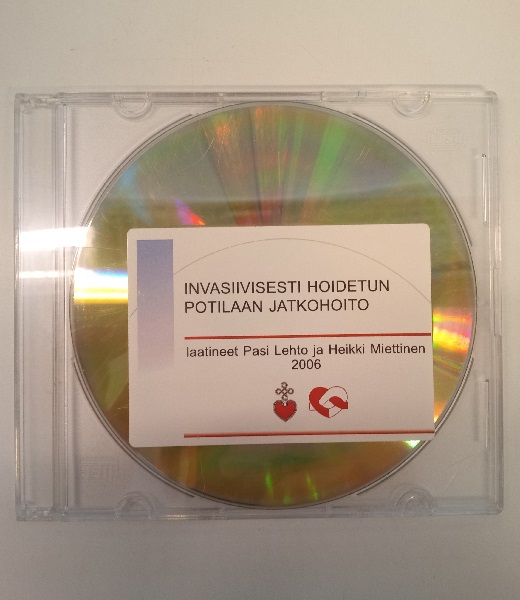 INVASIIVISESTI HOIDETUN
POTILAAN JATKOHOITO
laatineet Pasi Lehto ja Heikki Miettinen
2006